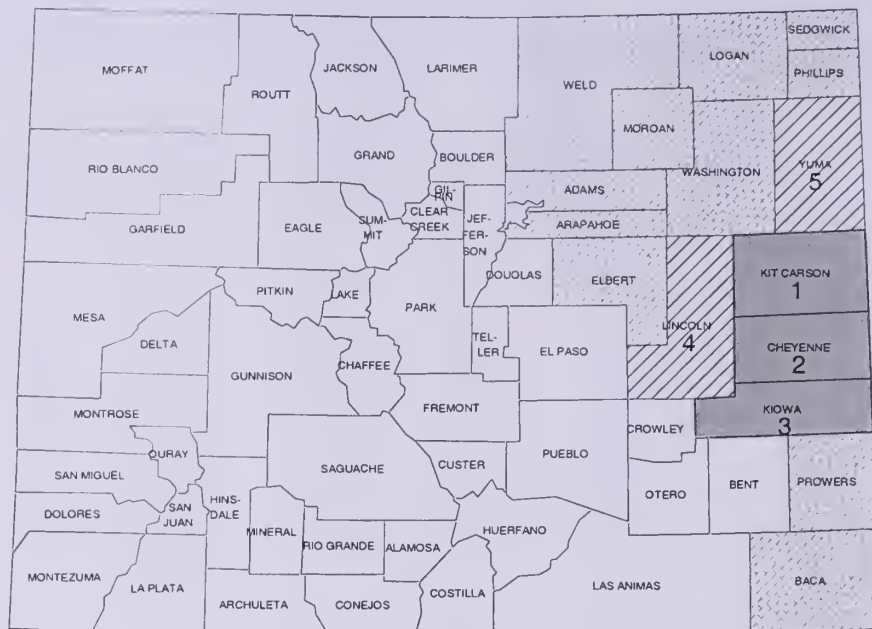 SEDGWICK
LOGAN
PHILLIPS
MOFFAT
JACKSON
LARIMER
WELD
ROUTT
MOROAN
GRAND
BOULDER
WASHINGTON
YUMA
5
RIO BLANCO
GIL-
PIN
ADAMS
CLEAR
CREEK
JEF-
FER-
SON
ARAPAHOE
GARFIELD
EAGLE
SUM-
MIT
DOUOLAS
ELBERT
KIT CARSON
1
PITKIN
LAKE
PARK
LINCOLN
4
MESA
DELTA
TEL-
LER
EL PASO
CHEYENNE
2
GUNNISON
CHAFFEE
KIOWA
3
MONTROSE
FREMONT
CROWLEY
OURAY
PUEBLO
SAN MIGUEL
SAGUACHE
CUSTER
BENT
PROWERS
OTERO
DOLORES
SAN
JUAN
HINS-
DALE
MINERAL
RIO GRANDE
ALAMOSA
HUERFANO
MONTEZUMA
LA PLATA
ARCHULETA
CONEJOS
COSTILLA
LAS ANIMAS
BACA